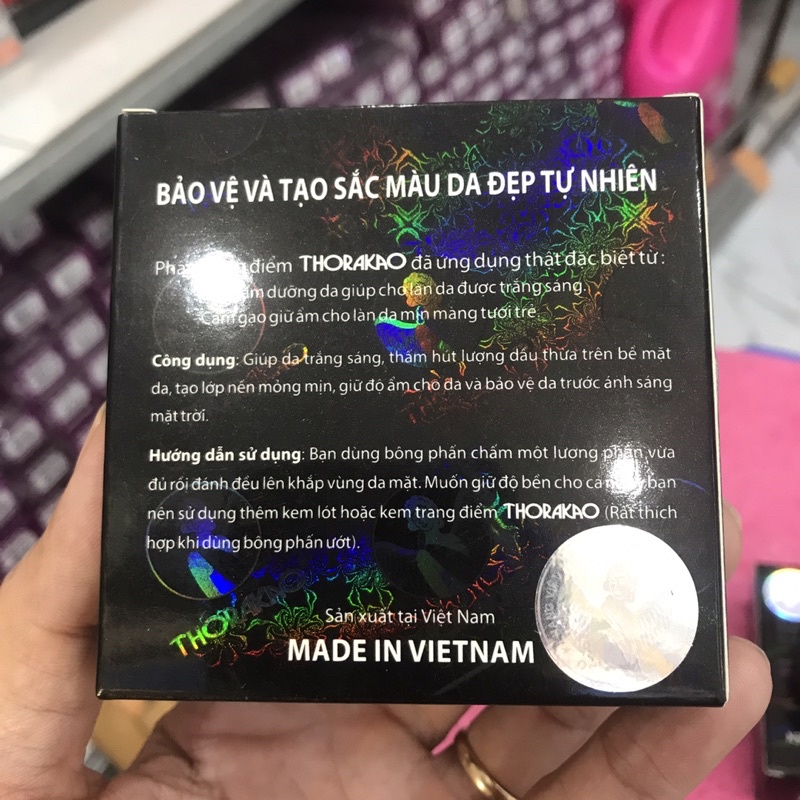 BẢO VỆ VÀ TẠO SẮC MÀU DA ĐẸP TỰ NHIÊN
điểm THORAKAO đã ứng dụng thật đặc biệt từ :
dưỡng da giúp cho làn da được trắng sáng.
Cám gạo giữ ẩm cho làn da mịn màng tươi trẻ
Công dụng: Giúp da trắng sáng, thấm hút lượng dầu thừa trên bề mặt
da, tạo lớp nền mỏng mịn, giữ độ ẩm cho da và bảo vệ da trước ánh sáng
mặt trời.
Hướng dẫn sử dụng: Bạn dùng bông phấn chấm một lượng phấn vừa
đủ rồi đánh đều lên khắp vùng da mặt. Muốn giữ độ bền cho cả bạn
nên sử dụng thêm kem lót hoặc kem trang điểm THORAKAO (Rất thích
hợp khi dùng bông phấn ướt).
Sản xuất tại Việt Nam
MADE IN VIETNAM